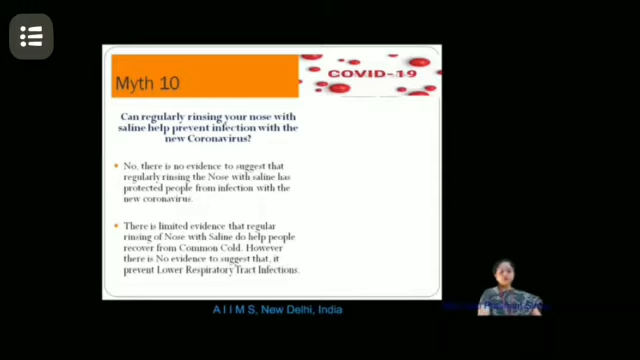 COVID-19
Myth 10
Can regularly rinsing your nose with
saline help prevent infection with the
new Coronavirus?
No, there is no evidence to suggest that
regularly rinsing the Nose with saline has
protected people from infection with the
new coronavirus.
There is limited evidence that regular
rinsing of Nose with Saline do help people
recover from Common Cold. However
there is No evidence to suggest that, it
prevent Lower Respiratory Tract Infections.
A I I M S, New Delhi, India